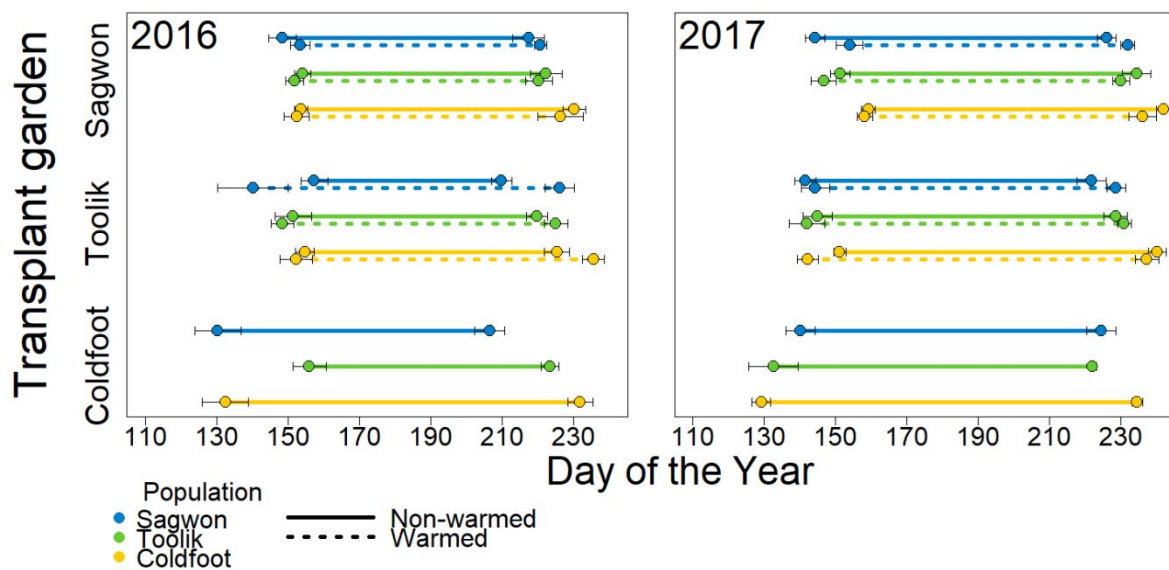 2016
2017
Transplant garden
Sagwon
Toolik
Coldfoot
110 130 150 170 190 210 230
110 130 150 170 190 210 230
Day of the Year
Population
Sagwon
Toolik
Coldfoot
Non-warmed
Warmed